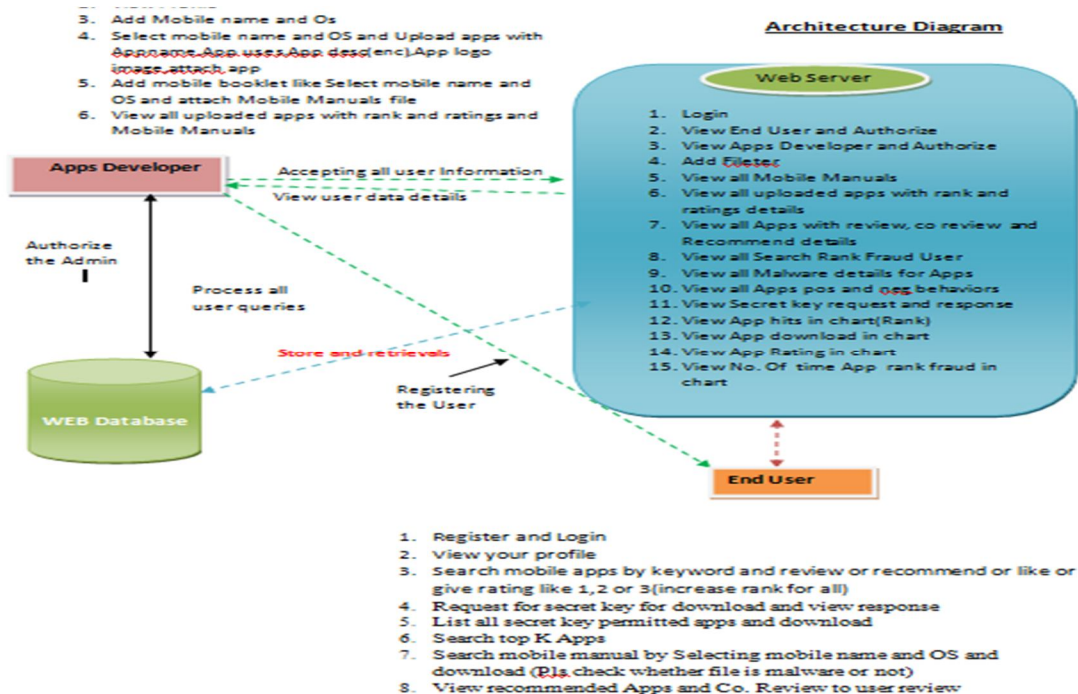 3. Add Mobile name and Os
4. Select mobile name and OS and Upload apps with
Appname,App uses,App desc(enc),App logo
image,attach app
5. Add mobile booklet like Select mobile name and
OS and attach Mobile Manuals file
6. View all uploaded apps with rank and ratings and
Mobile Manuals
Architecture Diagram
Web Server
1. Login
2. View End User and Authorize
3. View Apps Developer and Authorize
4. Add Fileter
5. View all Mobile Manuals
6. View all uploaded apps with rank and
ratings details
7. View all Apps with review, co review and
Recommend details
8. View all Search Rank Fraud User
9. View all Malware details for Apps
10. View all Apps pos and neg behaviors
11. View Secret key request and response
12. View App hits in chart(Rank)
13. View App download in chart
14. View App Rating in chart
15. View No. Of time App rank fraud in
chart
Apps Developer
Accepting all user Information
View user data details
Authorize
the Admin
Process all
user queries
Store and retrievals
Registering
the User
WEB Database
End User
1. Register and Login
2. View your profile
3. Search mobile apps by keyword and review or recommend or like or
give rating like 1,2 or 3(increase rank for all)
4. Request for secret key for download and view response
5. List all secret key permitted apps and download
6. Search top K Apps
7. Search mobile manual by Selecting mobile name and OS and
download (Pls check whether file is malware or not)
8. View recommended Apps and Co. Review to user review